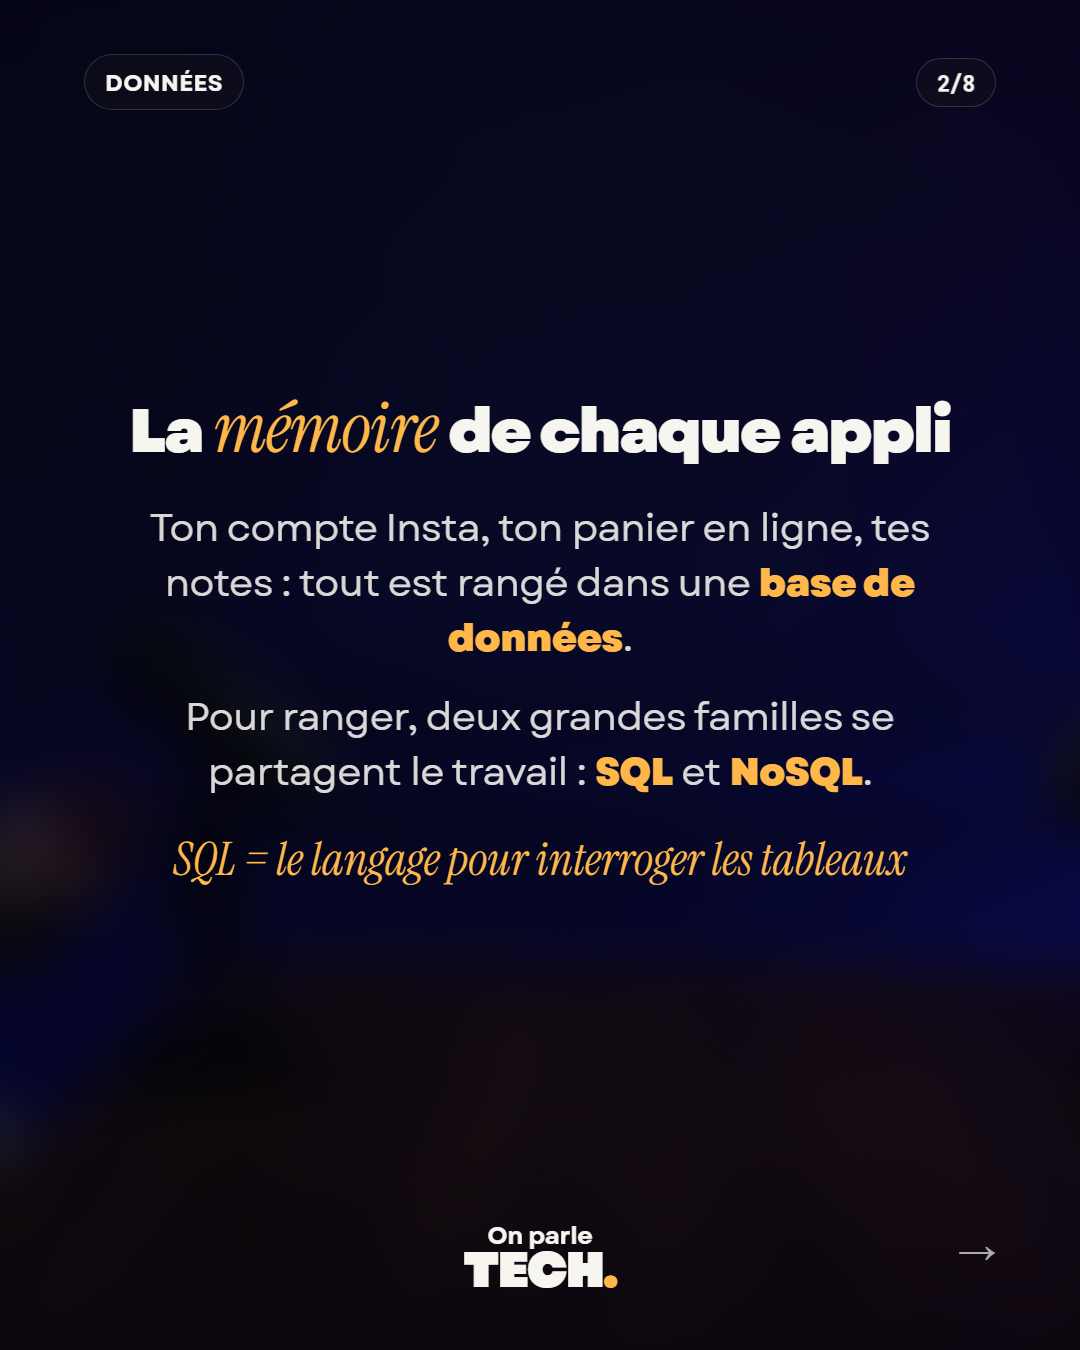 DONNÉES
2/8
La mémoire de chaque appli
Ton compte Insta, ton panier en ligne, tes
notes : tout est rangé dans une base de
données.
Pour ranger, deux grandes familles se
partagent le travail : SQL et NoSQL.
SQL = le langage pour interroger les tableaux
On parle
TECH.
→